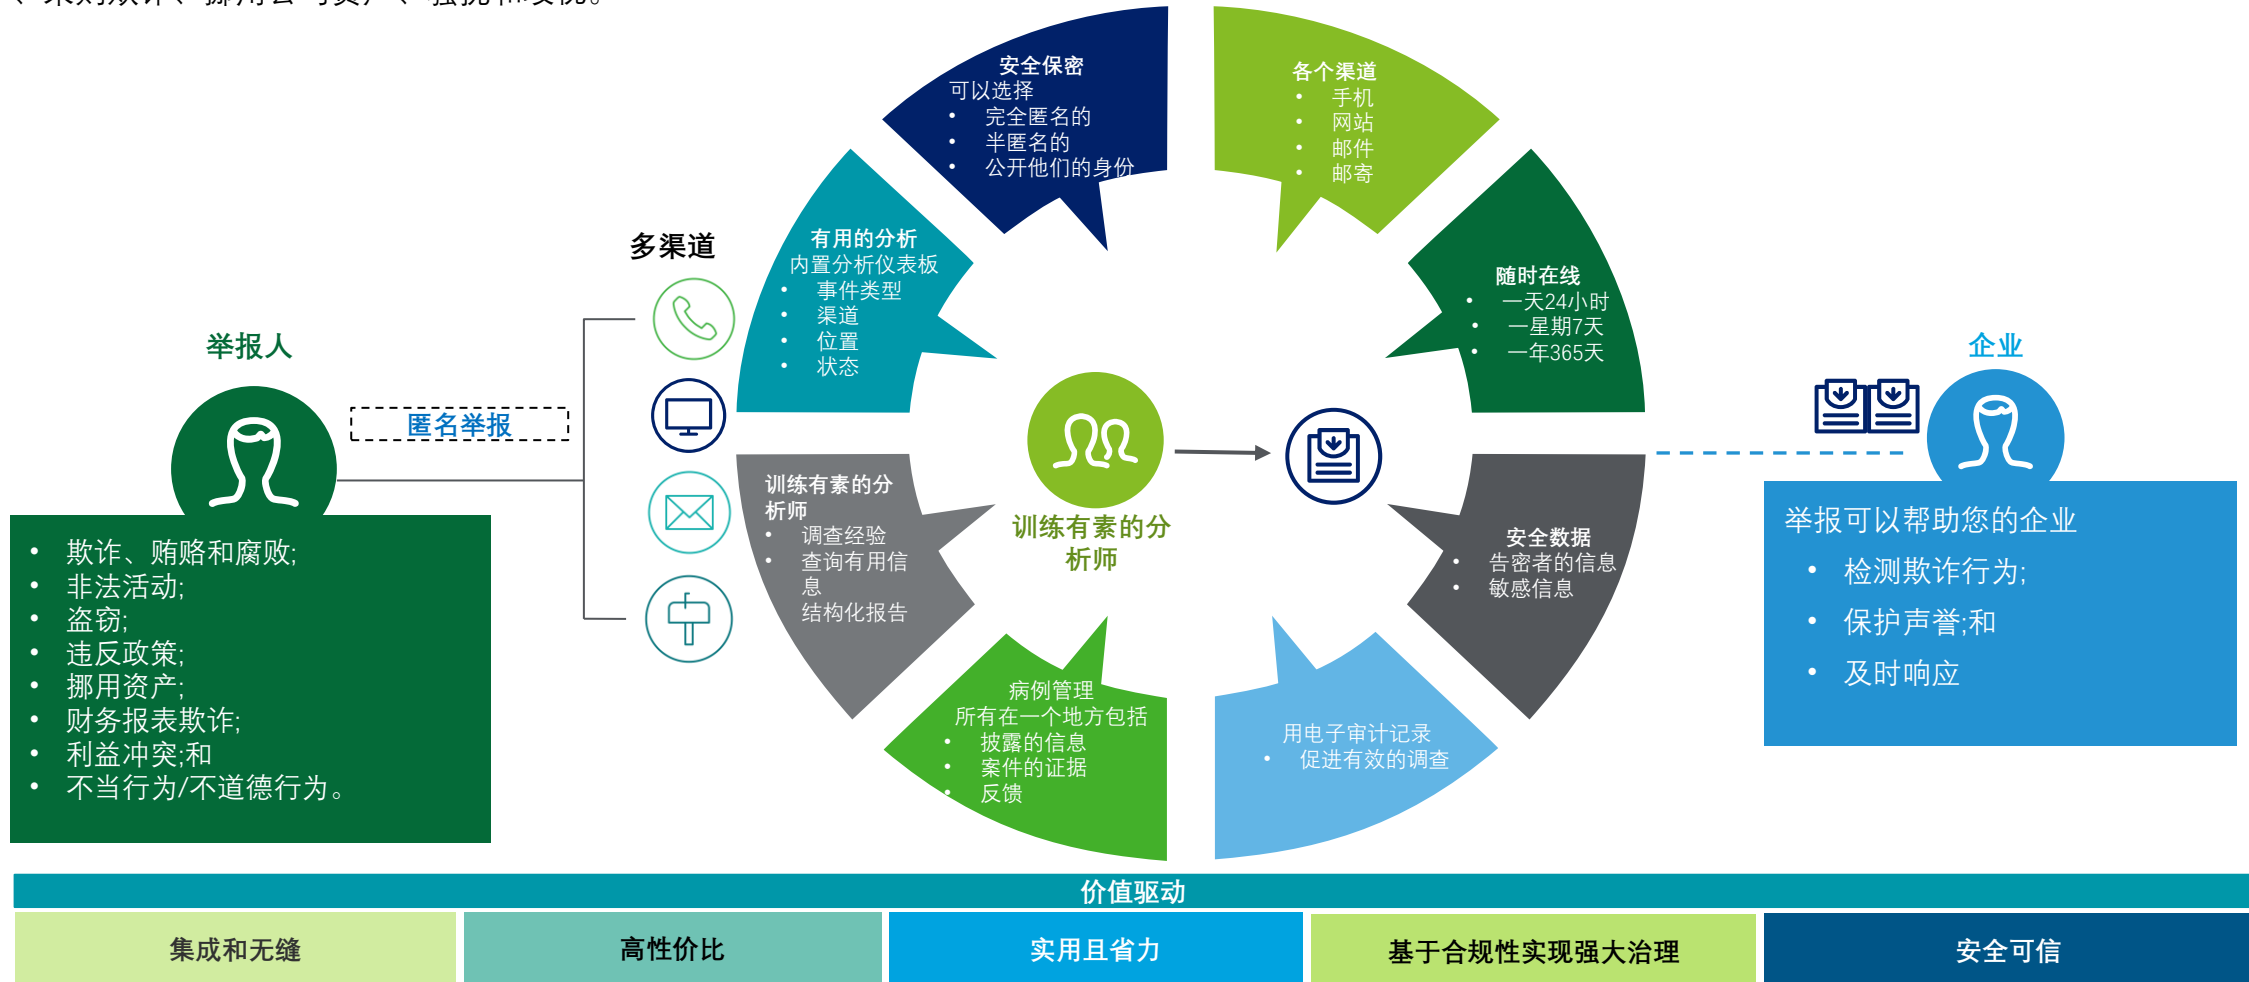 安全保密
可以选择
• 完全匿名的
• 半匿名的
• 公开他们的身份
各个渠道
• 手机
• 网站
• 邮件
• 邮寄
有用的分析
内置分析仪表板
• 事件类型
• 渠道
• 位置
• 状态
随时在线
• 一天24小时
• 一星期7天
• 一年365天
多渠道
举报人
匿名举报
• 欺诈、贿赂和腐败;
• 非法活动;
• 盗窃;
• 违反政策;
• 挪用资产;
• 财务报表欺诈;
• 利益冲突;和
• 不当行为/不道德行为。
训练有素的分
析师
• 调查经验
• 查询有用信
息
结构化报告
训练有素的分
析师
安全数据
• 告密者的信息
• 敏感信息
病例管理
所有在一个地方包括
• 披露的信息
• 案件的证据
• 反馈
用电子审计记录
• 促进有效的调查
企业
举报可以帮助您的企业
• 检测欺诈行为;
• 保护声誉;和
• 及时响应
价值驱动
集成和无缝
高性价比
实用且省力
基于合规性实现强大治理
安全可信